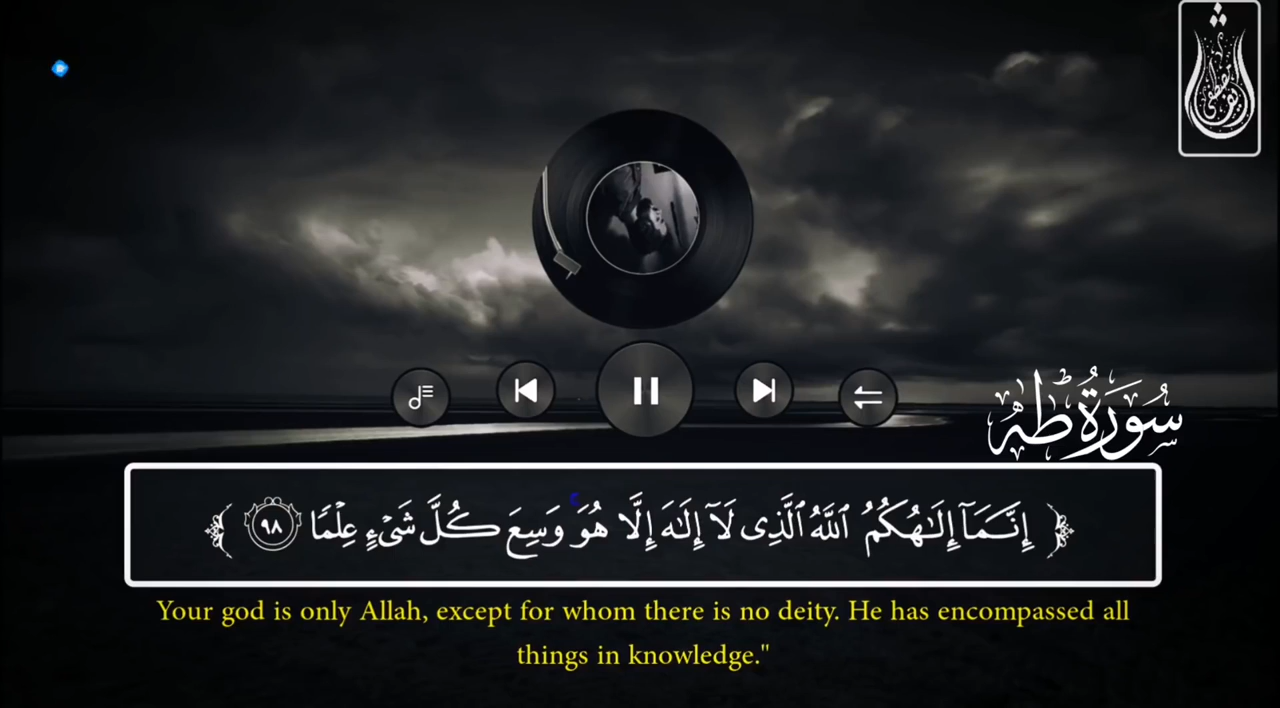 سُورَةُ طه
إِنَّمَآ إِلَٰهُكُمُ ٱللَّهُ ٱلَّذِى لَآ إِلَٰهَ إِلَّا هُوَ ۚ وَسِعَ كُلَّ شَىْءٍ عِلْمًا ٩٨
Your god is only Allah, except for whom there is no deity. He has encompassed all
things in knowledge."